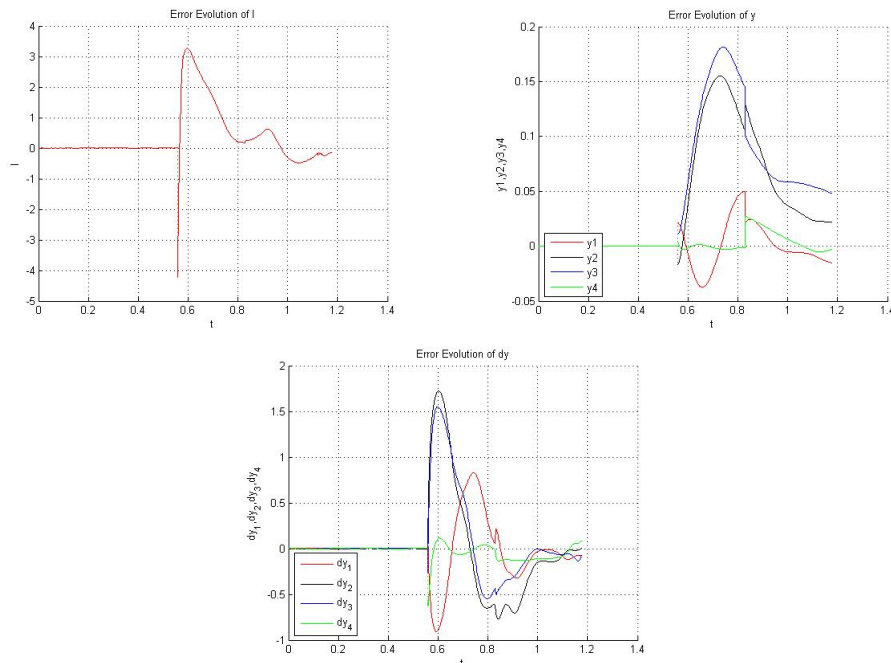 Error Evolution of l
4
3
2
1
0
-1
-2
-3
-4
-5
l
0 0.2 0.4 0.6 0.8 1 1.2 1.4
t
Error Evolution of y
0.2
0.15
0.1
0.05
0
-0.05
y1,y2,y3,y4
y1
y2
y3
y4
0 0.2 0.4 0.6 0.8 1 1.2 1.4
t
Error Evolution of dy
2
1.5
1
0.5
0
-0.5
-1
dy1,dy2,dy3,dy4
dy1
dy2
dy3
dy4
0 0.2 0.4 0.6 0.8 1 1.2 1.4
t